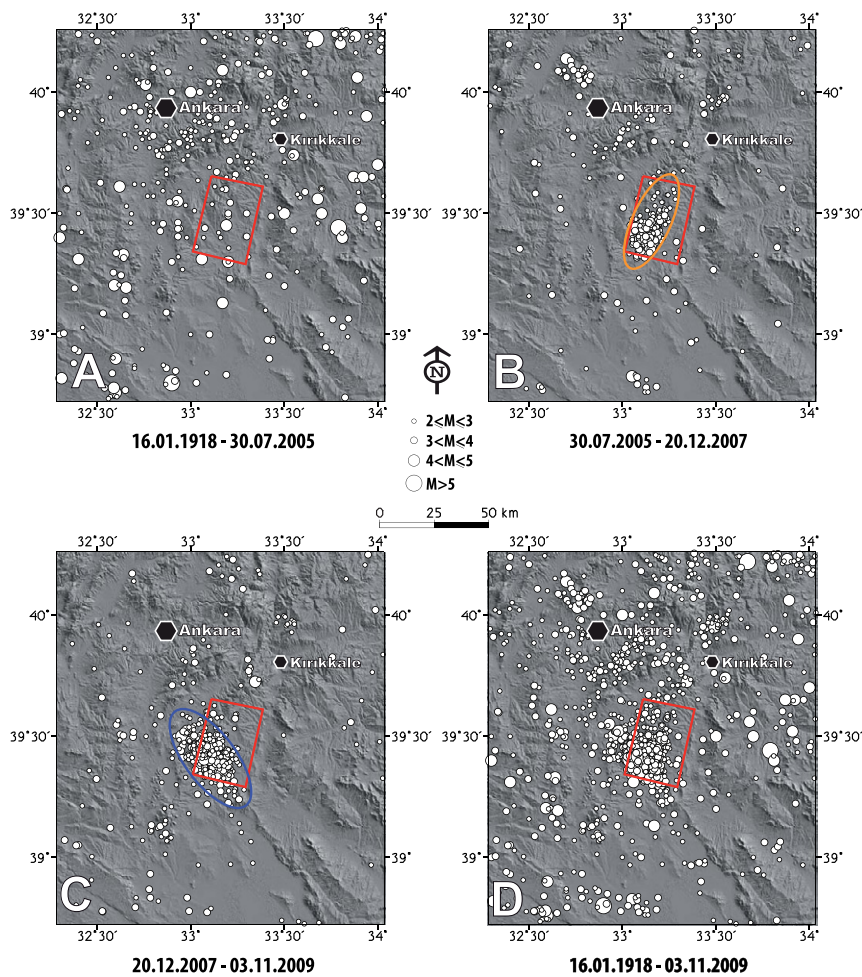 32°30' 33° 33°30' 34°
32°30' 33° 33°30' 34°
40° 40°
Ankara Ankara
Kırıkkale Kırıkkale
39°30' 39°30' 39°30'
39° 39°
A B
N
32°30' 33° 33°30' 34°
32°30' 33° 33°30' 34°
2≤M≤3
16.01.1918 - 30.07.2005 30.07.2005 - 20.12.2007
3<M≤4
4<M≤5
M>5
0 25 50 km
32°30' 33° 33°30' 34°
32°30' 33° 33°30' 34°
40° 40°
Ankara Ankara
Kırıkkale Kırıkkale
39°30' 39°30' 39°30'
39° 39°
C D
32°30' 33° 33°30' 34°
32°30' 33° 33°30' 34°
20.12.2007 - 03.11.2009 16.01.1918 - 03.11.2009